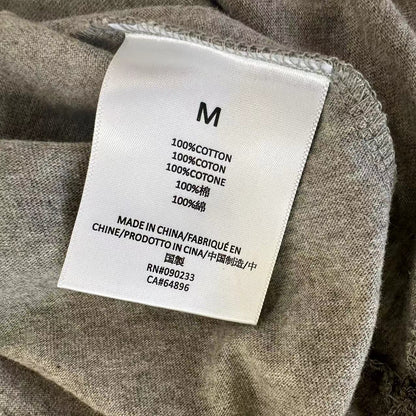 M
100%COTTON
100%COTON
100%COTONE
100%棉
100%綿
MADE IN CHINA/FABRIQUÉ EN
CHINE/PRODOTTO IN CINA/中国制造/中
国製
RN#090233
CA#64896